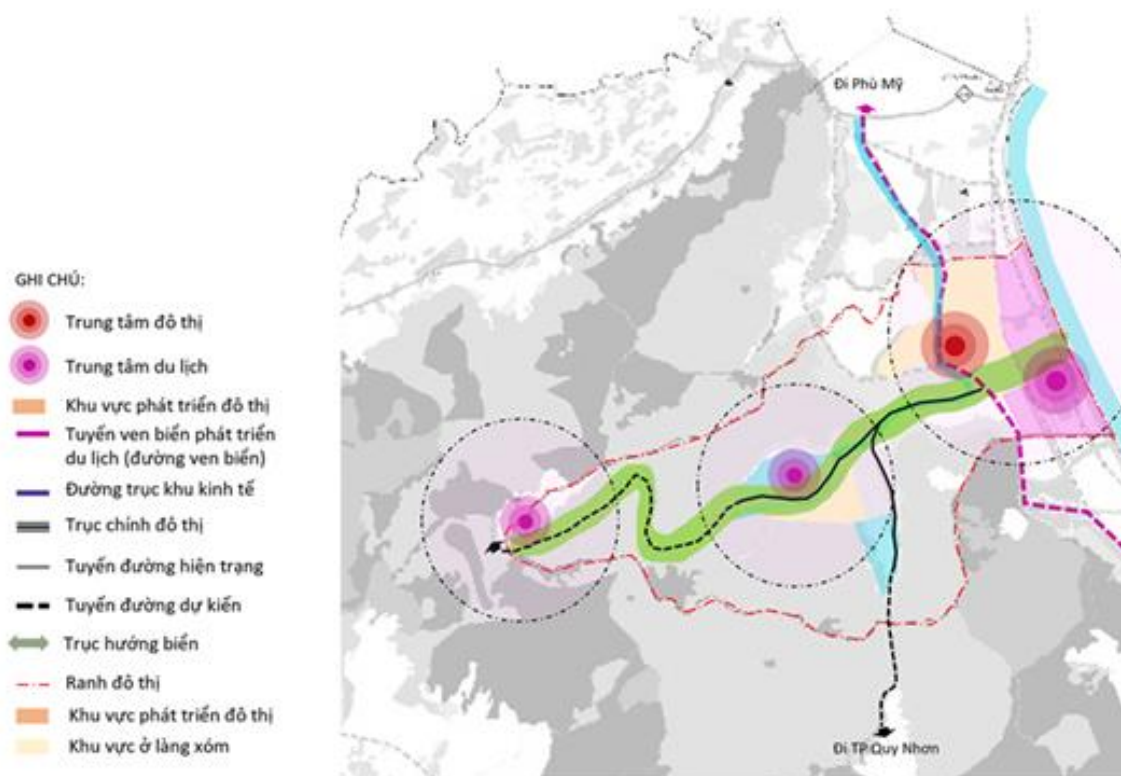 Đi Phù Mỹ
GHI CHÚ:
Trung tâm đô thị
Trung tâm du lịch
Khu vực phát triển đô thị
Tuyến ven biển phát triển
du lịch (đường ven biển)
Đường trục khu kinh tế
Trục chính đô thị
Tuyến đường hiện trạng
Tuyến đường dự kiến
Trục hướng biển
Ranh đô thị
Khu vực phát triển đô thị
Khu vực ở làng xóm
Đi TP Quy Nhơn